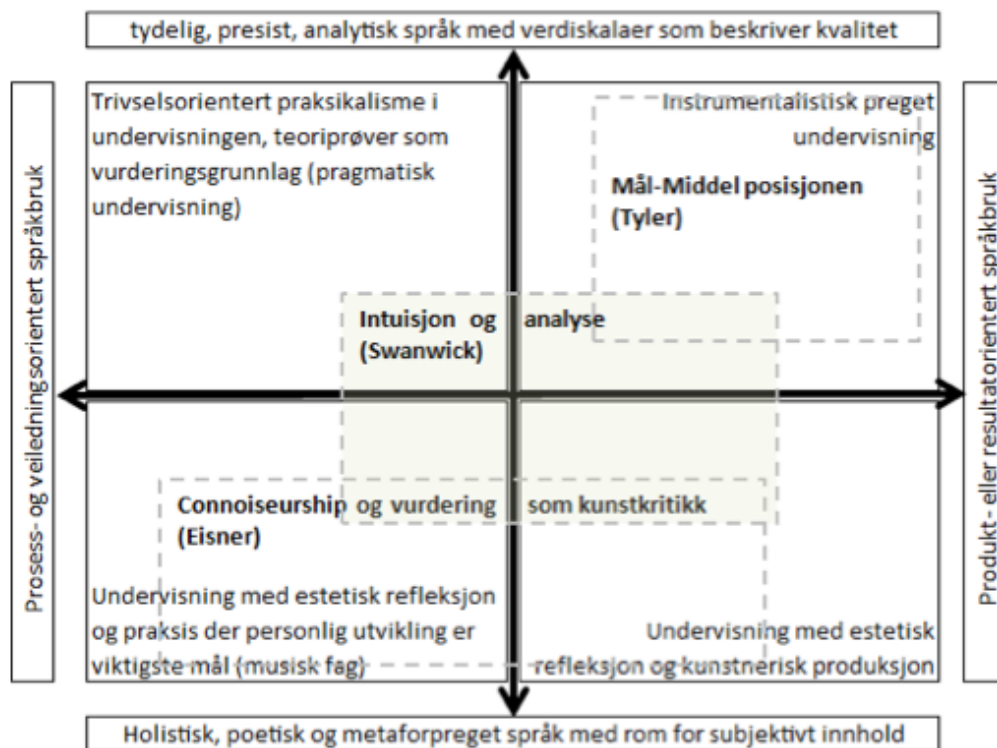 tydelig, presist, analytisk språk med verdiskalaer som beskriver kvalitet
Prosess- og veiledningsorientert språkbruk
Trivselsorientert praksikalisme i
undervisningen, teoriprøver som
vurderingsgrunnlag (pragmatisk
undervisning)
Instrumentalistisk preget
undervisning
Mål-Middel posisjonen
(Tyler)
Intuisjon og analyse
(Swanwick)
Connoiseurship og vurdering som kunstkritikk
(Eisner)
Undervisning med estetisk refleksjon
og praksis der personlig utvikling er
viktigste mål (musisk fag)
Undervisning med estetisk
refleksjon og kunstnerisk produksjon
Produkt- eller resultatorientert språkbruk
Holistisk, poetisk og metaforpreget språk med rom for subjektivt innhold